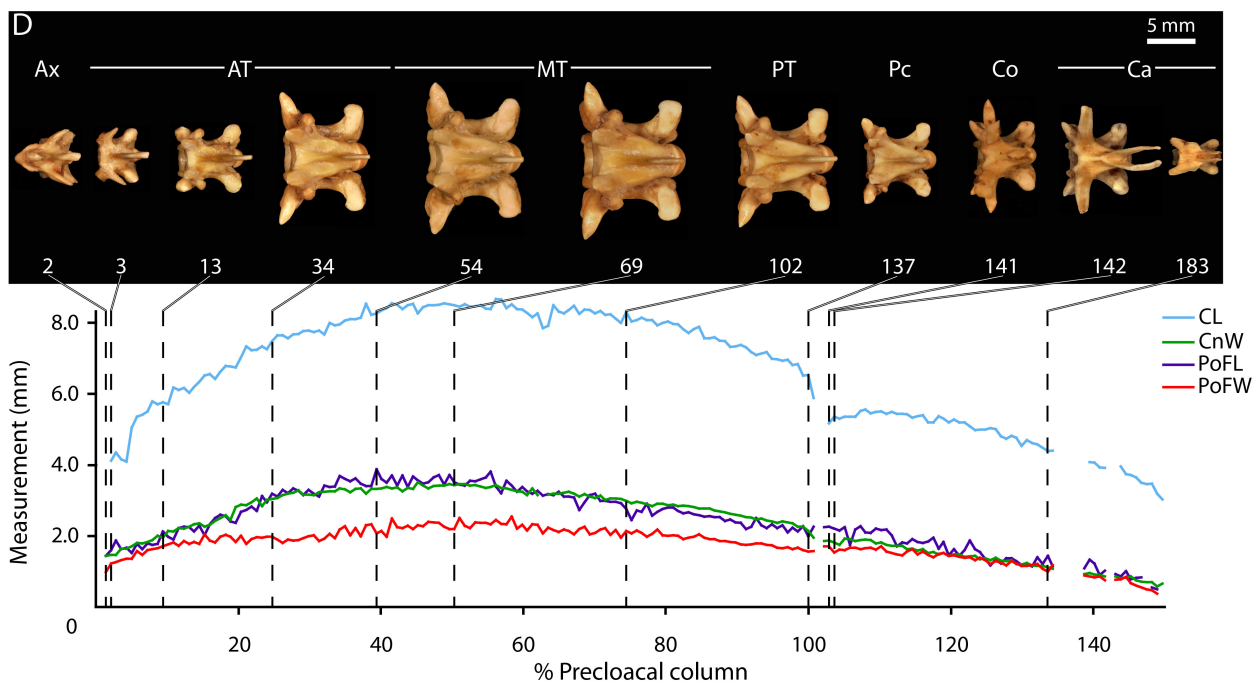 D
5 mm
Ax AT MT PT Pc Co Ca
2 3 13 34 54 69 102 137 141 142 183
Measurement (mm)
8.0
6.0
4.0
2.0
0
20 40 60 80 100 120 140
% Precloacal column
CL
CnW
PoFL
PoFW